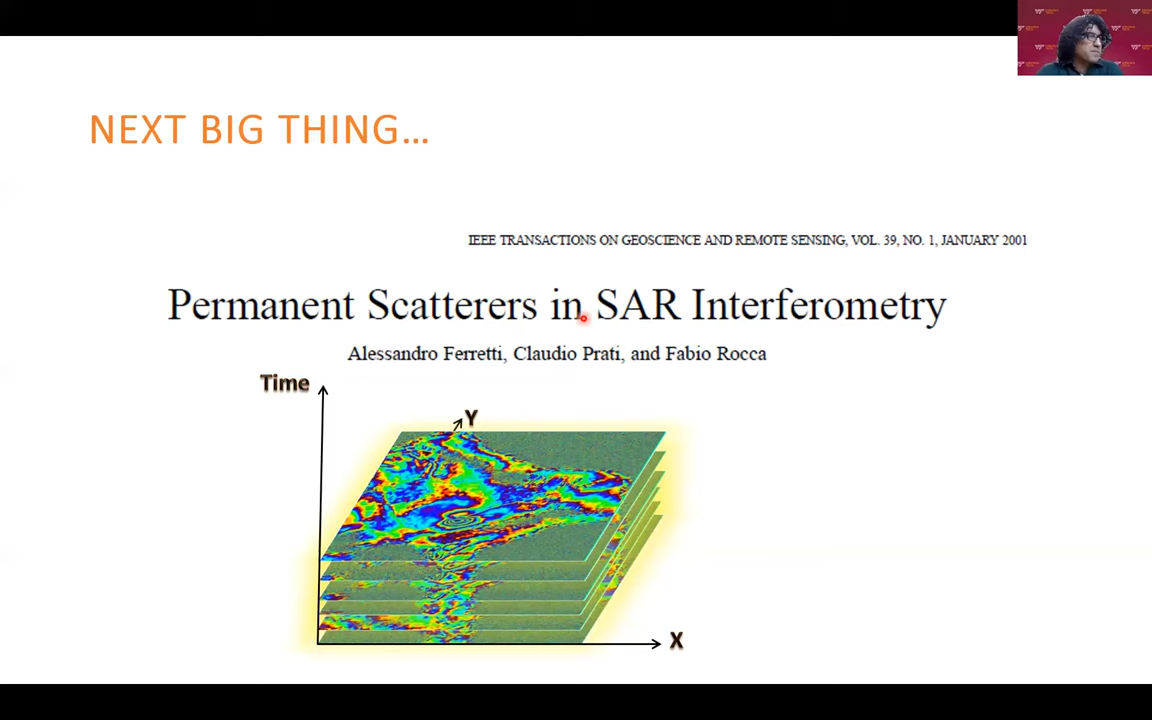 NEXT BIG THING…
IEEE TRANSACTIONS ON GEOSCIENCE AND REMOTE SENSING, VOL. 39, NO. 1, JANUARY 2001
Permanent Scatterers in SAR Interferometry
Alessandro Ferretti, Claudio Prati, and Fabio Rocca
Time
Y
X